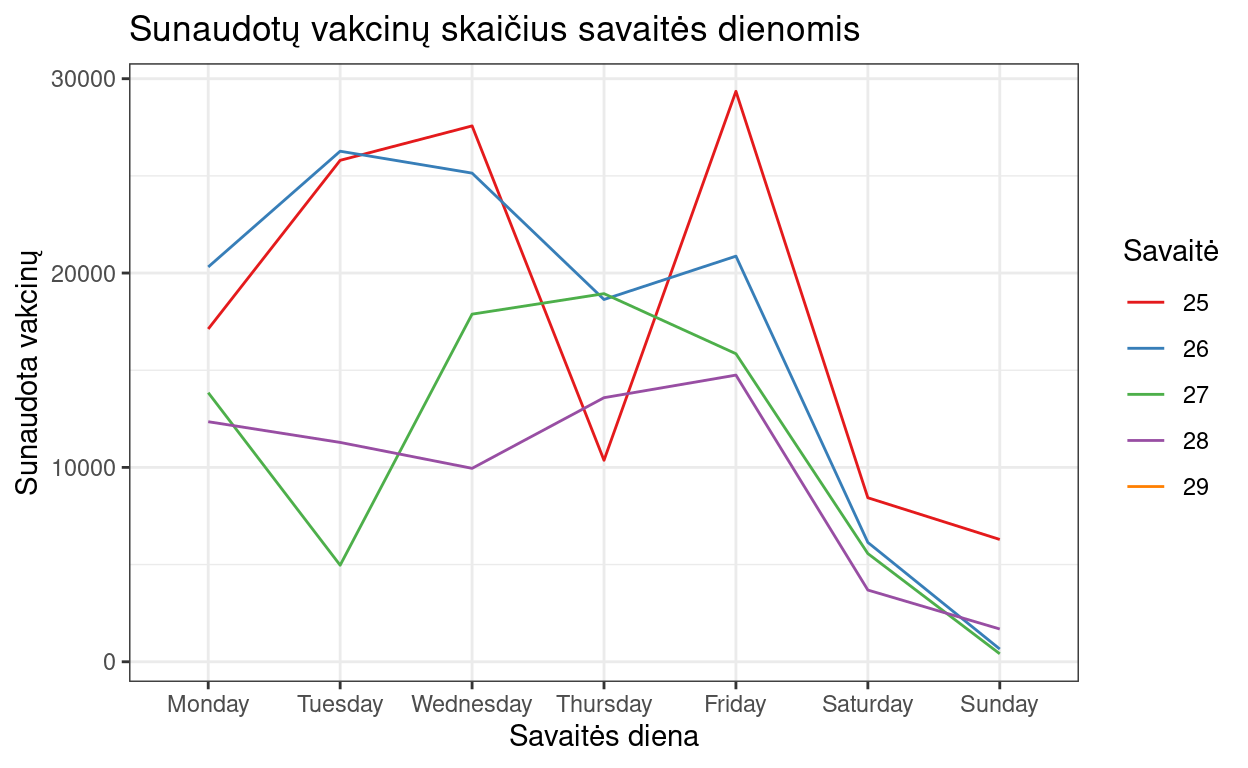 Sunaudotų vakcinų skaičius savaitės dienomis
Sunaudota vakcinų
30000
20000
10000
0
Monday Tuesday Wednesday Thursday Friday Saturday Sunday
Savaitės diena
Savaitė
25
26
27
28
29